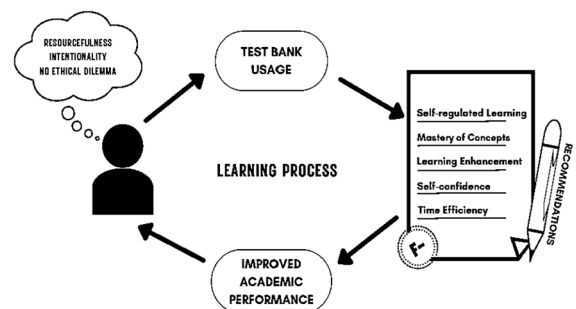 RESOURCEFULNESS
INTENTIONALITY
NO ETHICAL DILEMMA
TEST BANK
USAGE
Self-regulated Learning
Mastery of Concepts
Learning Enhancement
Self-confidence
Time Efficiency
RECOMMENDATIONS
LEARNING PROCESS
IMPROVED
ACADEMIC
PERFORMANCE